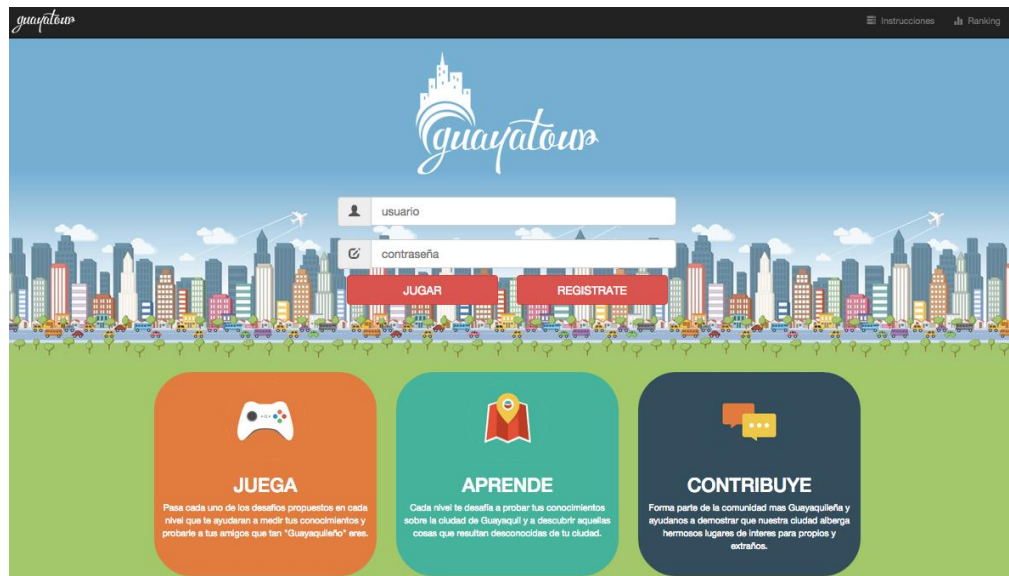 guayatour
Instrucciones
Ranking
guayatour
usuario
contraseña
JUGAR
REGISTRATE
JUEGA
Pasa cada uno de los desafios propuestos en cada
nivel que te ayudaran a medir tus conocimientos y
probarle a tus amigos que tan "Guayaquileño" eres.
APRENDE
Cada nivel te desafía a probar tus conocimientos
sobre la ciudad de Guayaquil y a descubrir aquellas
cosas que resultan desconocidas de tu ciudad.
CONTRIBUYE
Forma parte de la comunidad mas Guayaquileña y
ayudanos a demostrar que nuestra ciudad alberga
hermosos lugares de interes para propios y
extraños.